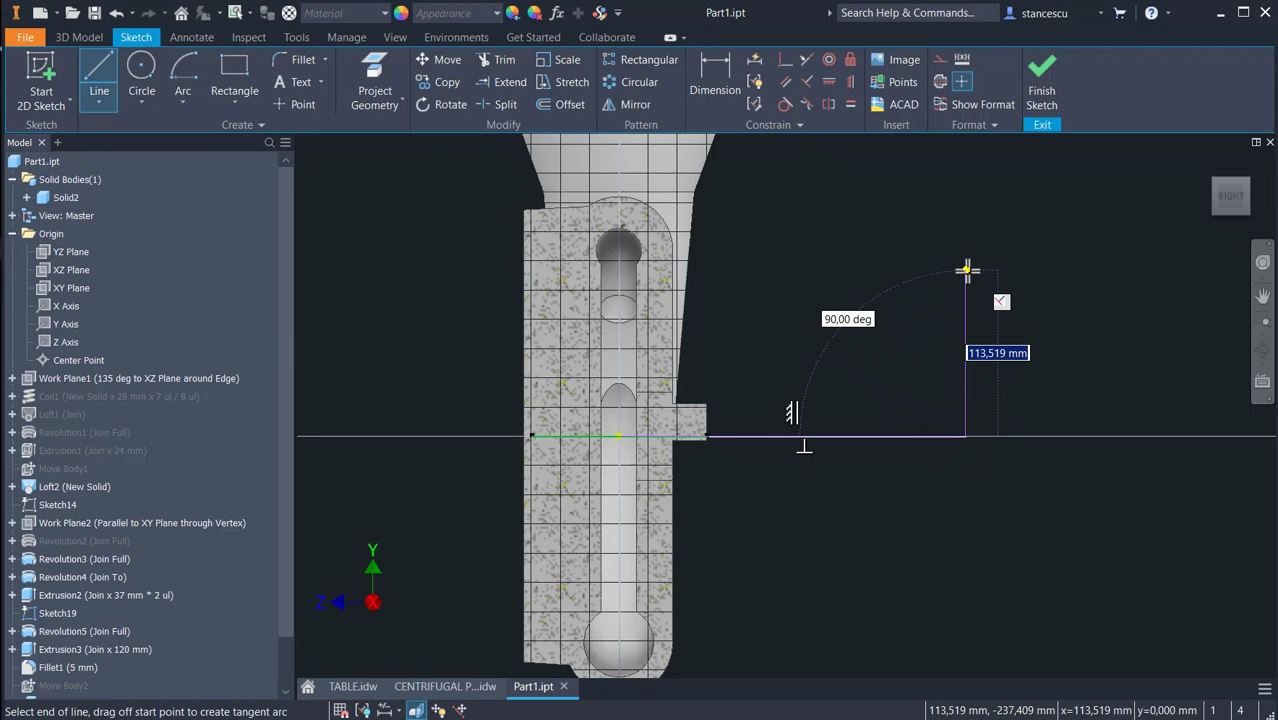 Material
Appearance
fx
Part1.ipt
Search Help & Commands...
stancescu
File
3D Model
Sketch
Annotate
Inspect
Tools
Manage
View
Environments
Get Started
Collaborate
Start
2D Sketch
Line
Circle
Arc
Rectangle
Fillet
Text
Point
Project
Geometry
Move
Trim
Scale
Copy
Extend
Stretch
Rotate
Split
Offset
Rectangular
Circular
Mirror
Dimension
Image
Points
ACAD
Show Format
Finish
Sketch
Sketch
Create
Modify
Pattern
Constrain
Insert
Format
Exit
Model
Part1.ipt
Solid Bodies(1)
Solid2
View: Master
Origin
YZ Plane
XZ Plane
XY Plane
X Axis
Y Axis
Z Axis
Center Point
Work Plane1 (135 deg to XZ Plane around Edge)
Coil1 (New Solid x 28 mm x 7 ul / 8 ul)
Loft1 (Join)
Revolution1 (Join Full)
Extrusion1 (Join x 24 mm)
Move Body1
Loft2 (New Solid)
Sketch14
Work Plane2 (Parallel to XY Plane through Vertex)
Revolution2 (Join Full)
Revolution3 (Join Full)
Revolution4 (Join To)
Extrusion2 (Join x 37 mm * 2 ul)
Sketch19
Revolution5 (Join Full)
Extrusion3 (Join x 120 mm)
Fillet1 (5 mm)
Move Body2
RIGHT
90,00 deg
113,519 mm
Y
Z
X
TABLE.idw
CENTRIFUGAL P...idw
Part1.ipt
Select end of line, drag off start point to create tangent arc
113,519 mm, -237,409 mm
x=113,519 mm
y=0,000 mm
1
4